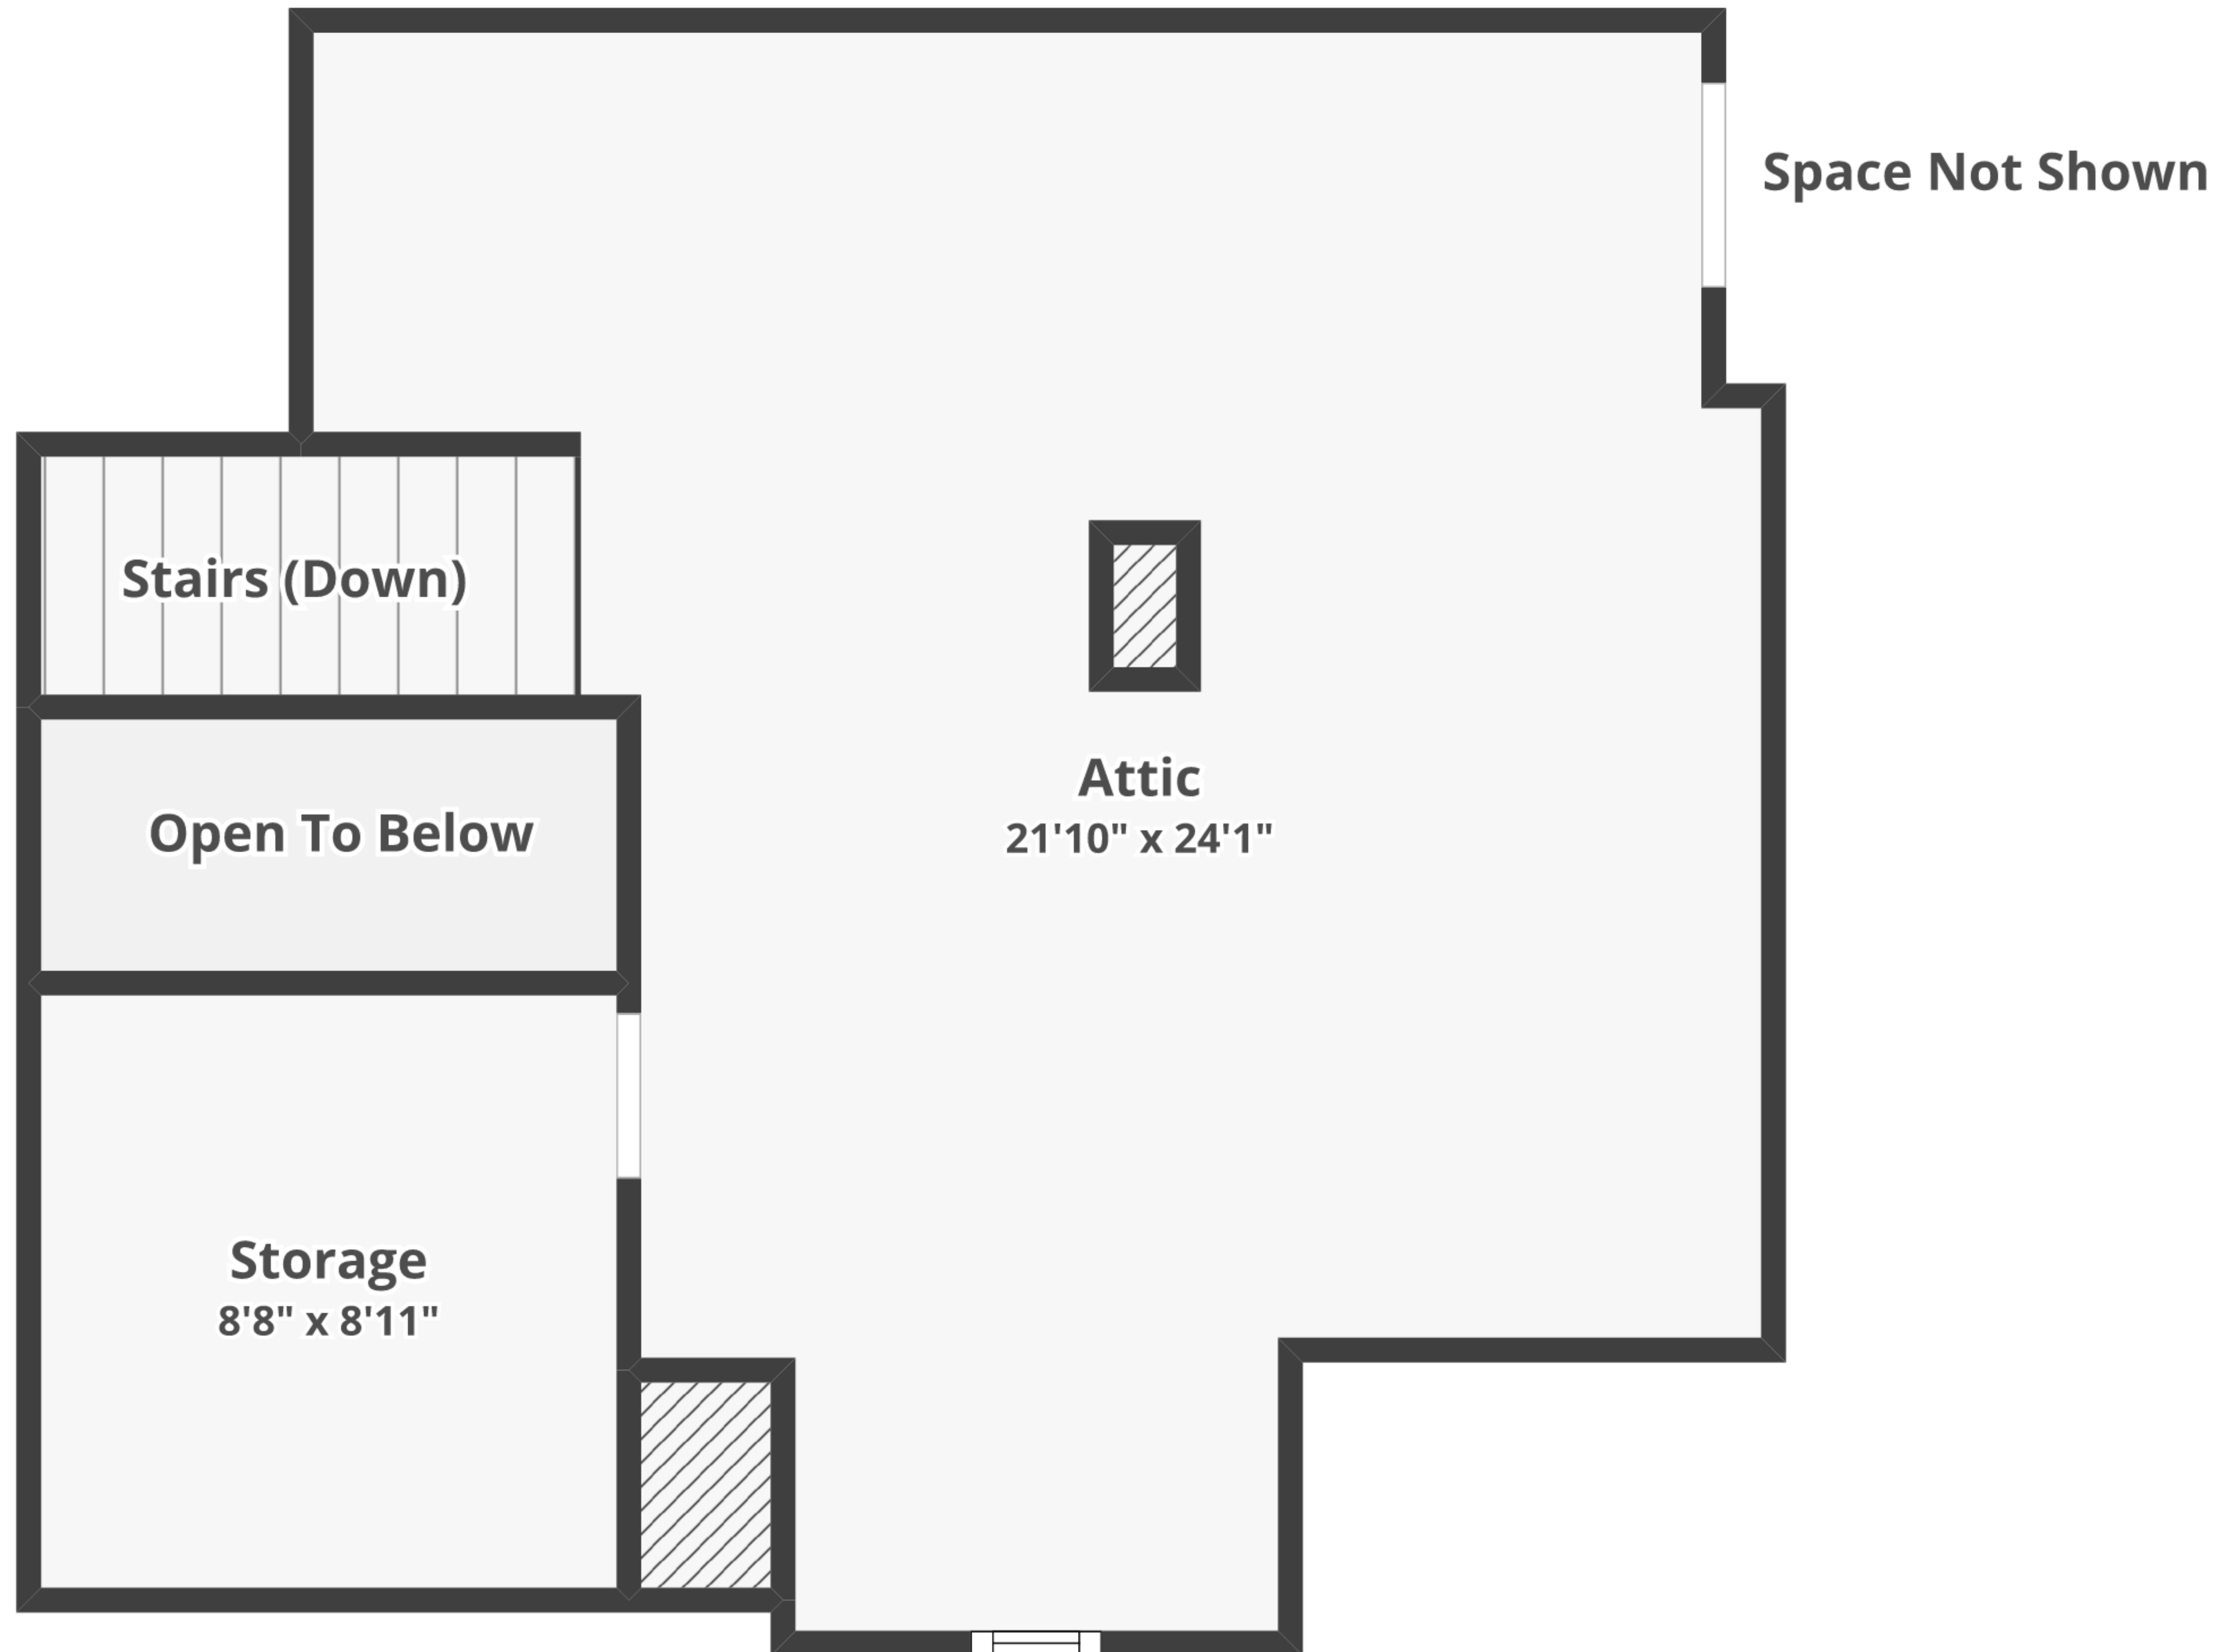 Space Not Shown
Stairs (Down)
Attic
21'10" x 24'1"
Open To Below
Storage
8'8" x 8'11"